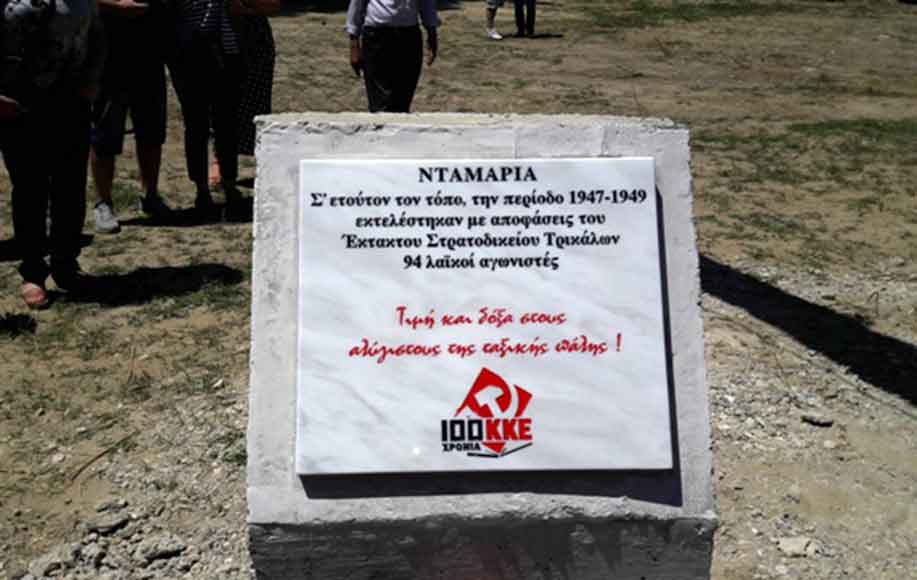 ΝΤΑΜΑΡΙΑ
Σ' ετούτον τον τόπο, την περίοδο 1947-1949
εκτελέστηκαν με αποφάσεις του
Έκτακτου Στρατοδικείου Τρικάλων
94 λαϊκοί αγωνιστές
Τιμή και δόξα στους
αλύγιστους της ταξικής πάλης !
100 ΚΚΕ
ΧΡΟΝΙΑ